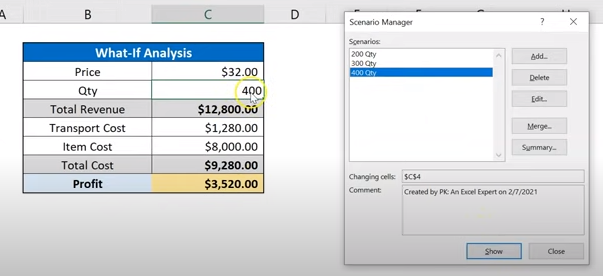 A B C D
What-If Analysis
Price $32.00
Qty 400
Total Revenue $12,800.00
Transport Cost $1,280.00
Item Cost $8,000.00
Total Cost $9,280.00
Profit $3,520.00
Scenario Manager ? ×
Scenarios:
200 Qty
300 Qty
400 Qty
Add...
Delete
Edit...
Merge...
Summary...
Changing cells: $C$4
Comment: Created by PK: An Excel Expert on 2/7/2021
Show Close